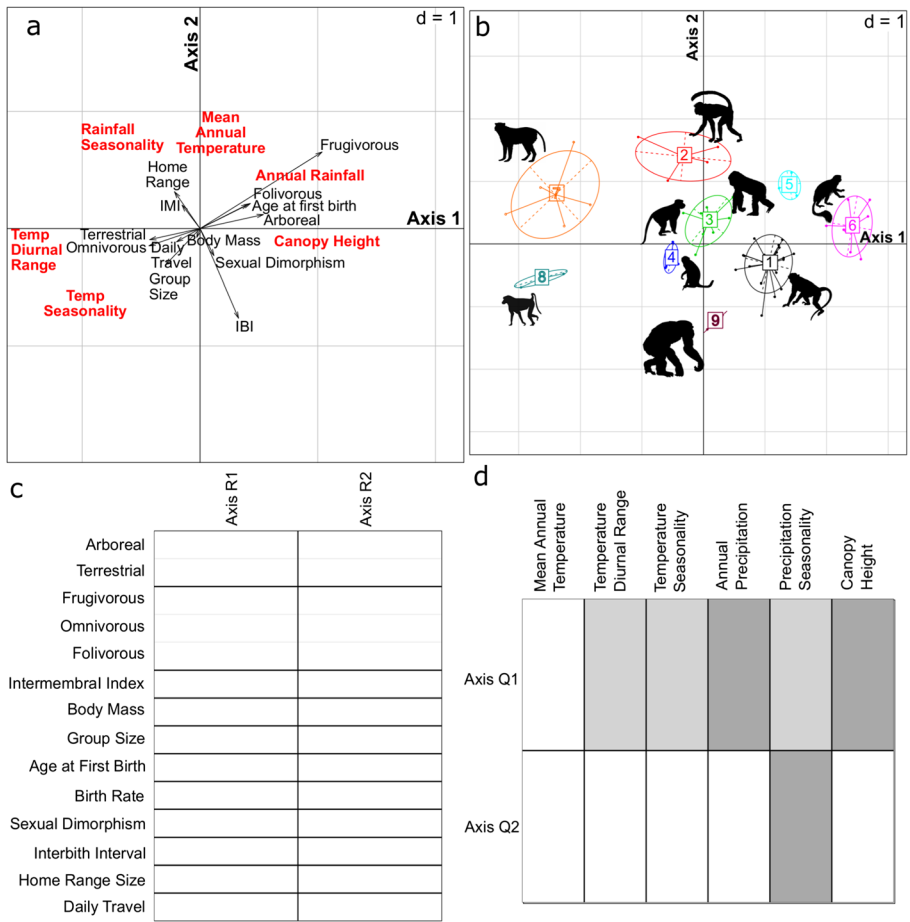 a
Axis 2
d = 1
Mean
Annual
Temperature
Rainfall
Seasonality
Frugivorous
Home
Range
Annual Rainfall
IMI
Folivorous
Age at first birth
Arboreal
Axis 1
Temp
Diurnal
Range
Terrestrial
Omnivorous
Daily
Travel
Body Mass
Canopy Height
Sexual Dimorphism
Group
Size
Temp
Seasonality
IBI
b
Axis 2
d = 1
2
7
5
3
6
Axis 1
4
1
8
9
c
Axis R1
Axis R2
Arboreal
Terrestrial
Frugivorous
Omnivorous
Folivorous
Intermembral Index
Body Mass
Group Size
Age at First Birth
Birth Rate
Sexual Dimorphism
Interbith Interval
Home Range Size
Daily Travel
d
Mean Annual
Temperature
Temperature
Diurnal Range
Temperature
Seasonality
Annual
Precipitation
Precipitation
Seasonality
Canopy
Height
Axis Q1
Axis Q2